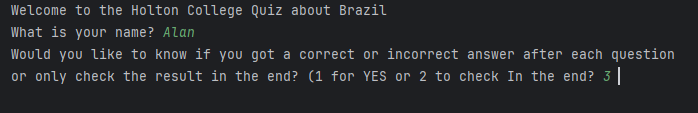 Welcome to the Holton College Quiz about Brazil
What is your name? Alan
Would you like to know if you got a correct or incorrect answer after each question
or only check the result in the end? (1 for YES or 2 to check In the end? 3